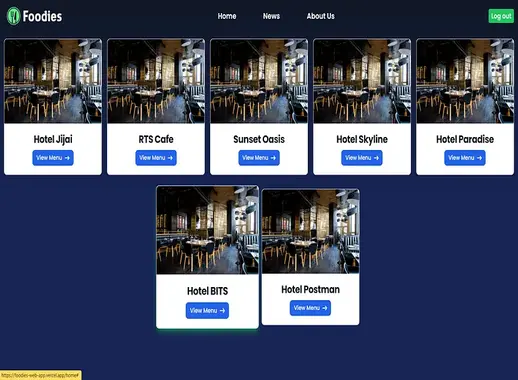 Foodies
Home News About Us
Log out
Hotel Jijai
RTS Cafe
Sunset Oasis
Hotel Skyline
Hotel Paradise
View Menu →
View Menu →
View Menu →
View Menu →
View Menu →
Hotel BITS
Hotel Postman
View Menu →
View Menu →
https://foodies-web-app.vercel.app/home#